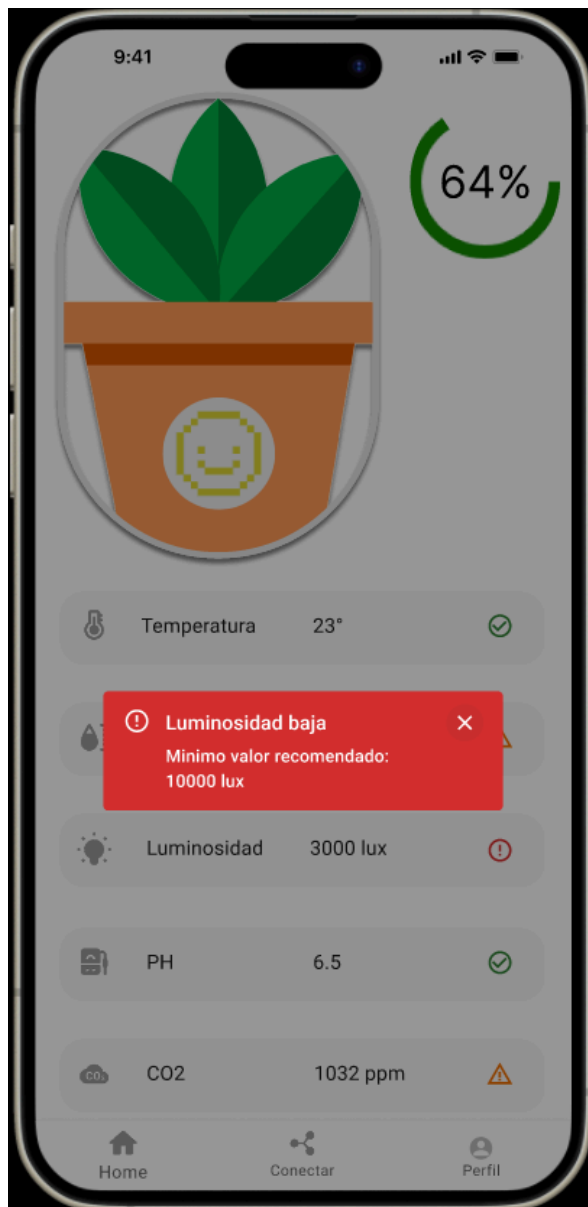 9:41
64%
Temperatura 23°
Luminosidad baja
Minimo valor recomendado:
10000 lux
Luminosidad 3000 lux
PH 6.5
CO2 1032 ppm
Home Conectar Perfil